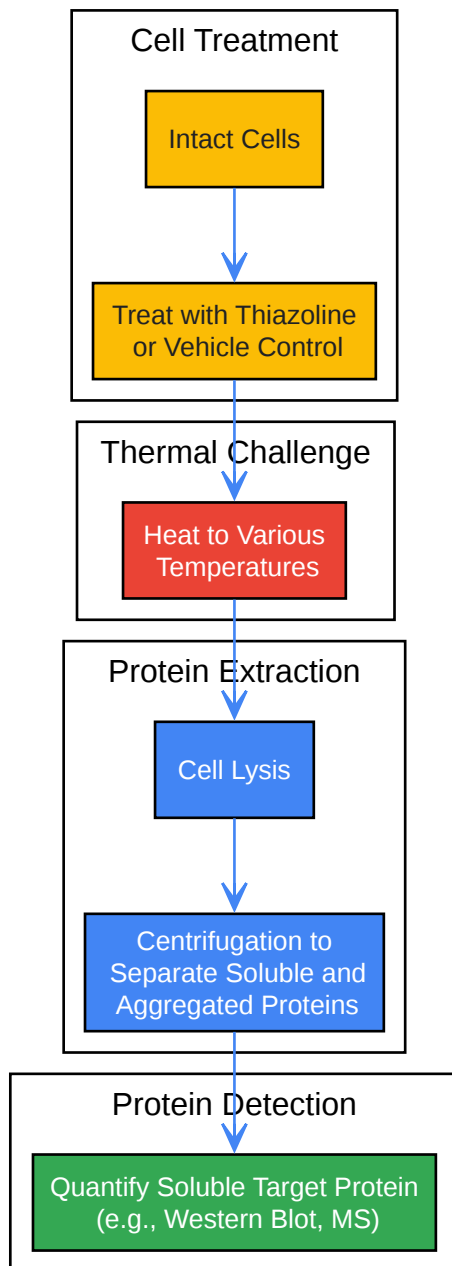 Cell Treatment
Intact Cells
Treat with Thiazoline
or Vehicle Control
Thermal Challenge
Heat to Various
Temperatures
Protein Extraction
Cell Lysis
Centrifugation to
Separate Soluble and
Aggregated Proteins
Protein Detection
Quantify Soluble Target Protein
(e.g., Western Blot, MS)